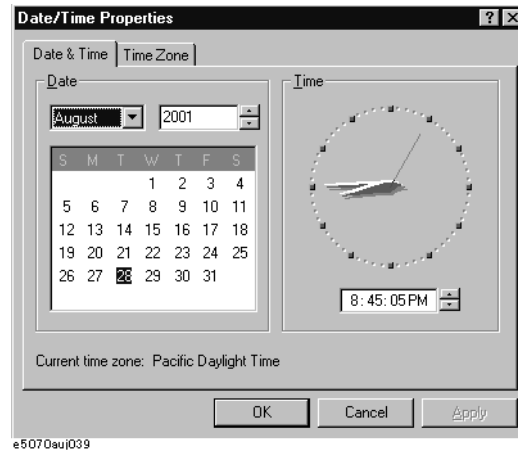 Date/Time Properties
Date & Time Time Zone
Date
August 2001
S M T W T F S
1 2 3 4
5 6 7 8 9 10 11
12 13 14 15 16 17 18
19 20 21 22 23 24 25
26 27 28 29 30 31
Time
8:45:05 PM
Current time zone: Pacific Daylight Time
OK Cancel Apply
e5070auj039